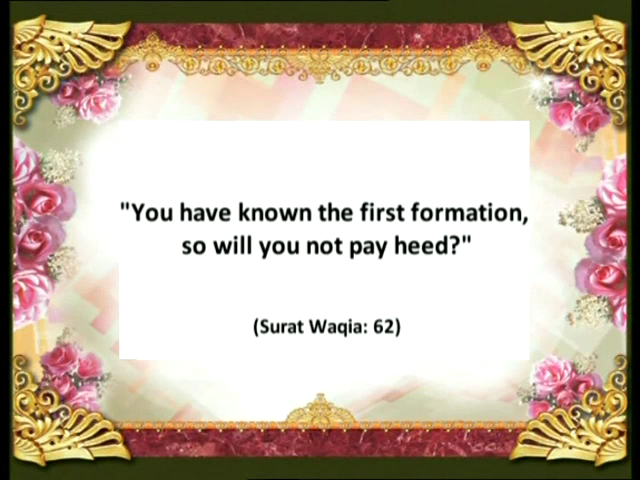 "You have known the first formation,
so will you not pay heed?"
(Surat Waqia: 62)